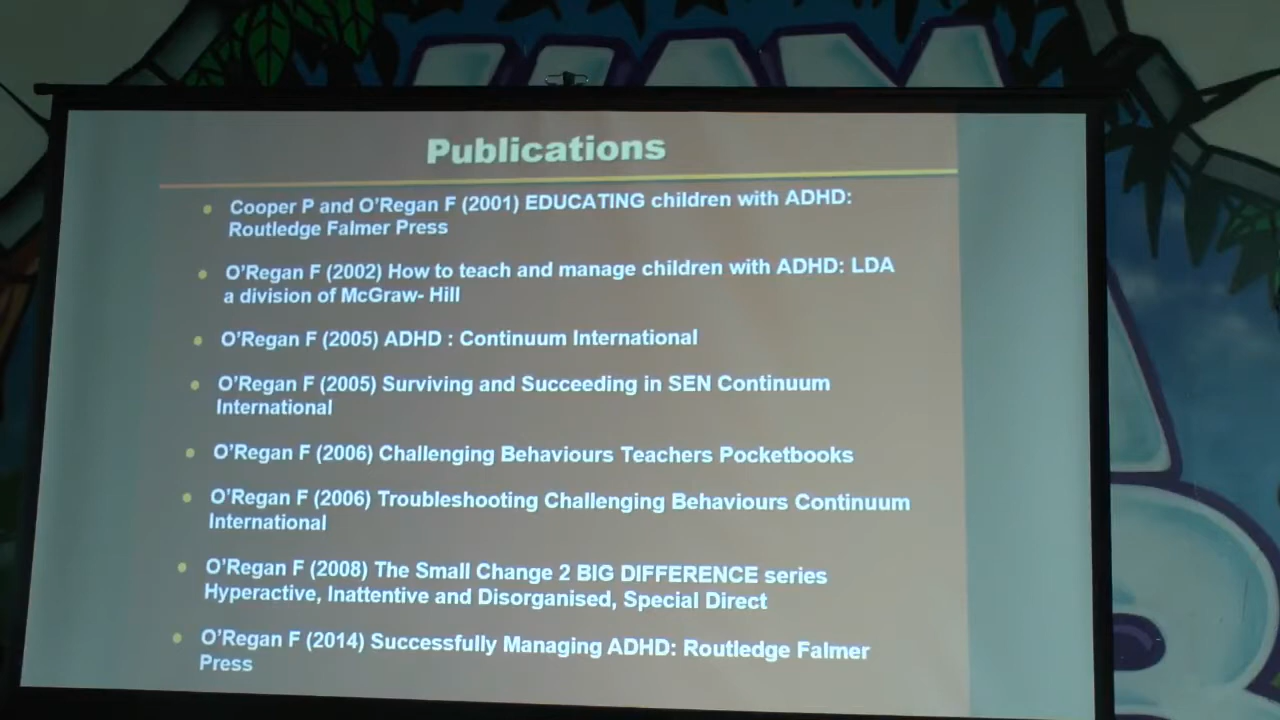 Publications
Cooper P and O'Regan F (2001) EDUCATING children with ADHD:
Routledge Falmer Press
O'Regan F (2002) How to teach and manage children with ADHD: LDA
a division of McGraw- Hill
O'Regan F (2005) ADHD : Continuum International
O'Regan F (2005) Surviving and Succeeding in SEN Continuum
International
O'Regan F (2006) Challenging Behaviours Teachers Pocketbooks
O'Regan F (2006) Troubleshooting Challenging Behaviours Continuum
International
O'Regan F (2008) The Small Change 2 BIG DIFFERENCE series
Hyperactive, Inattentive and Disorganised, Special Direct
O'Regan F (2014) Successfully Managing ADHD: Routledge Falmer
Press